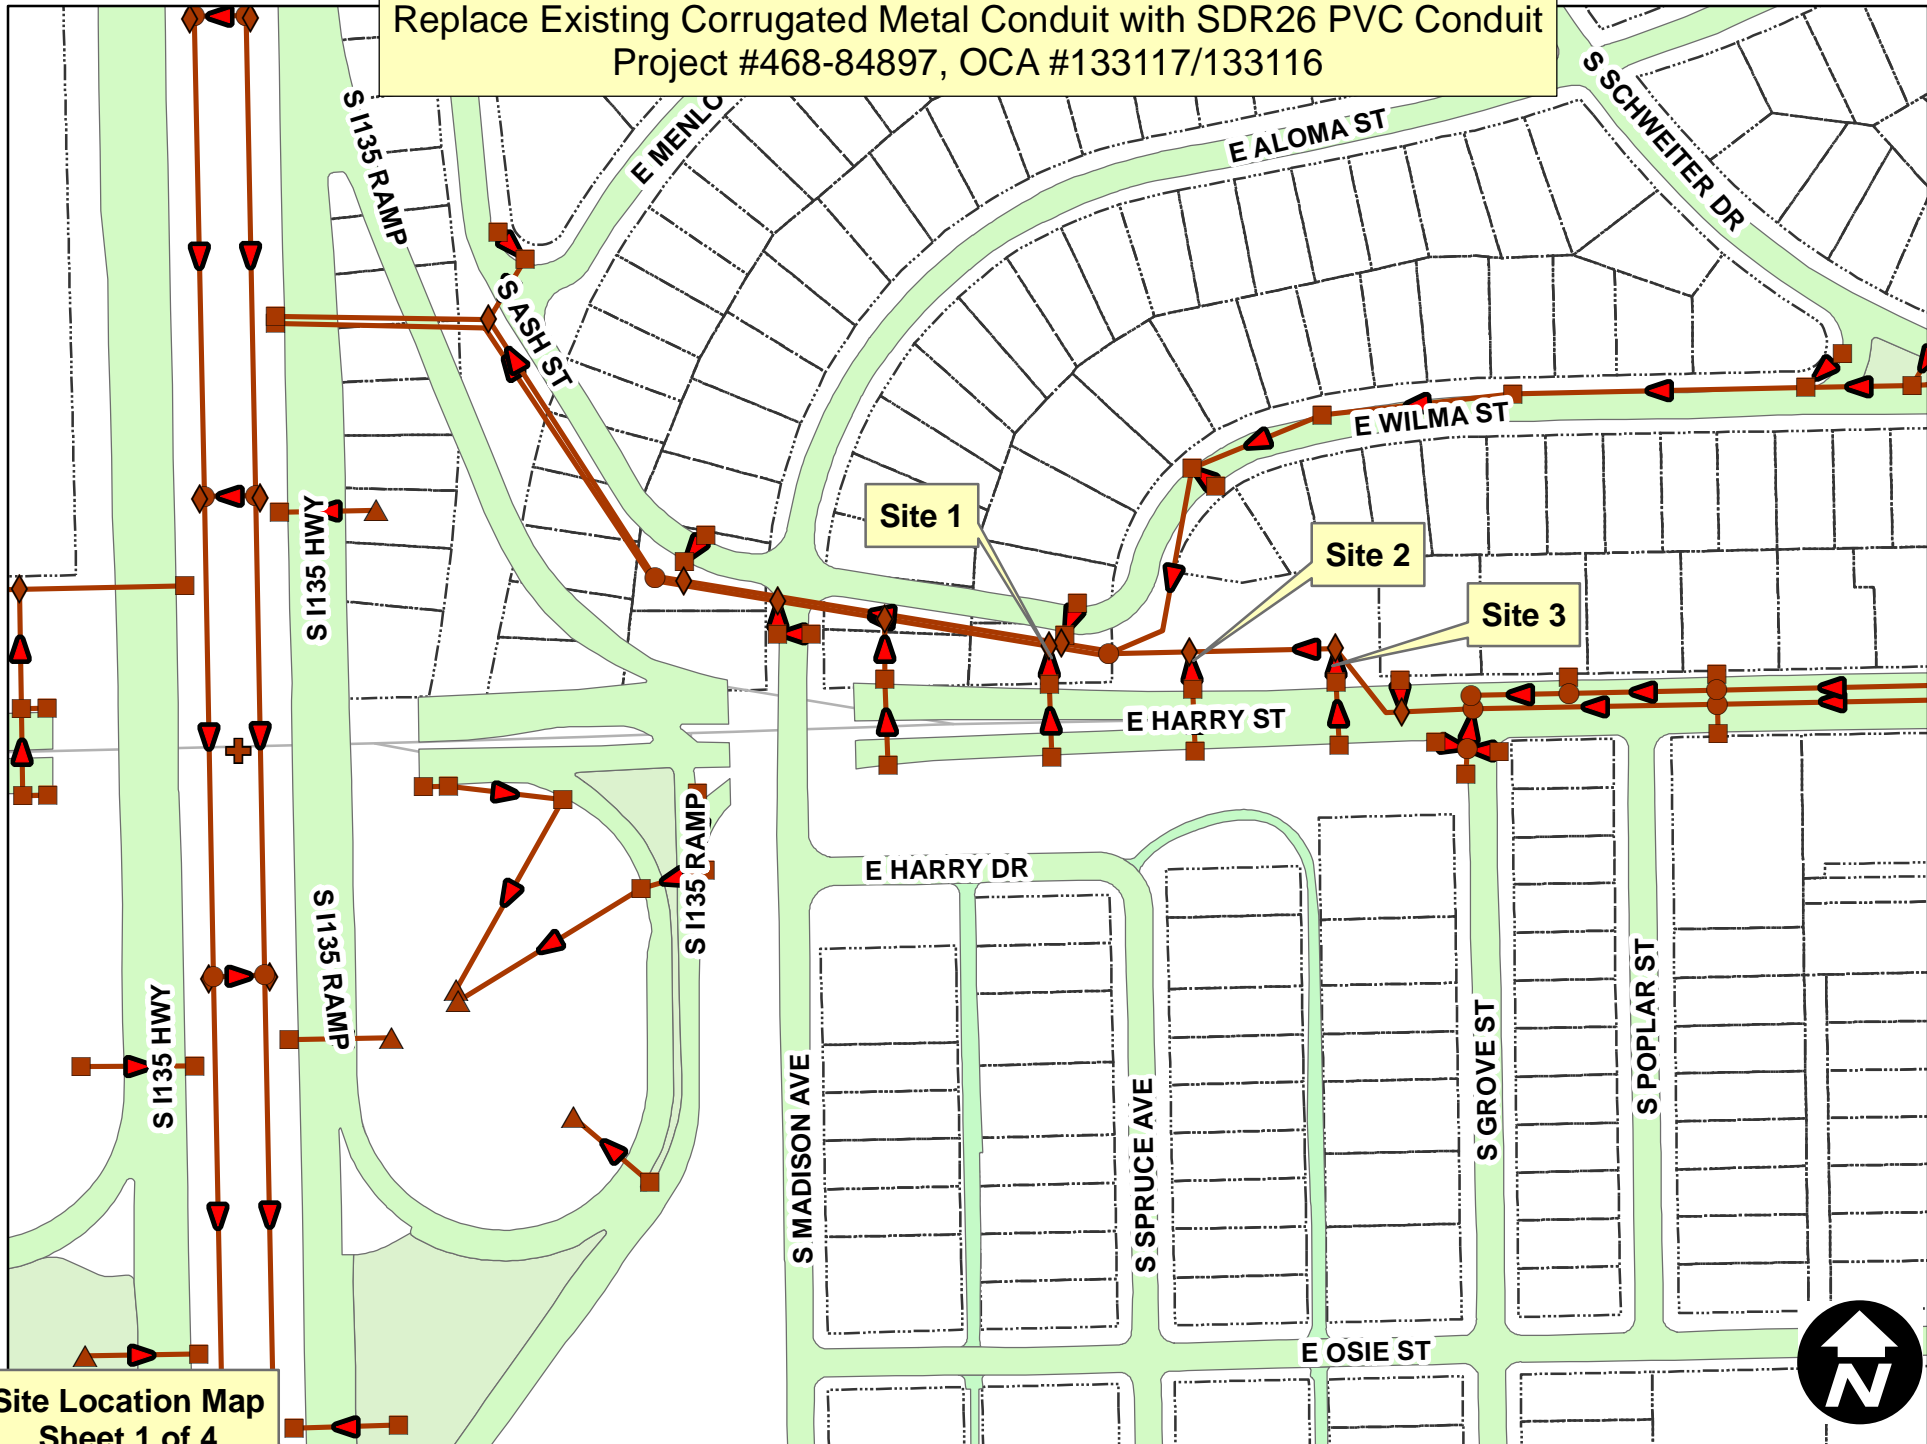 Replace Existing Corrugated Metal Conduit with SDR26 PVC Conduit
Project #468-84897, OCA #133117/133116
S I135 RAMP
E MENLO
E ALOMA ST
S SCHWEITER DR
S ASH ST
E WILMA ST
Site 1
Site 2
Site 3
S I135 HWY
E HARRY ST
S I135 RAMP
E HARRY DR
S I135 RAMP
S I135 HWY
S MADISON AVE
S SPRUCE AVE
S GROVE ST
S POPLAR ST
E OSIE ST
N
Site Location Map
Sheet 1 of 4